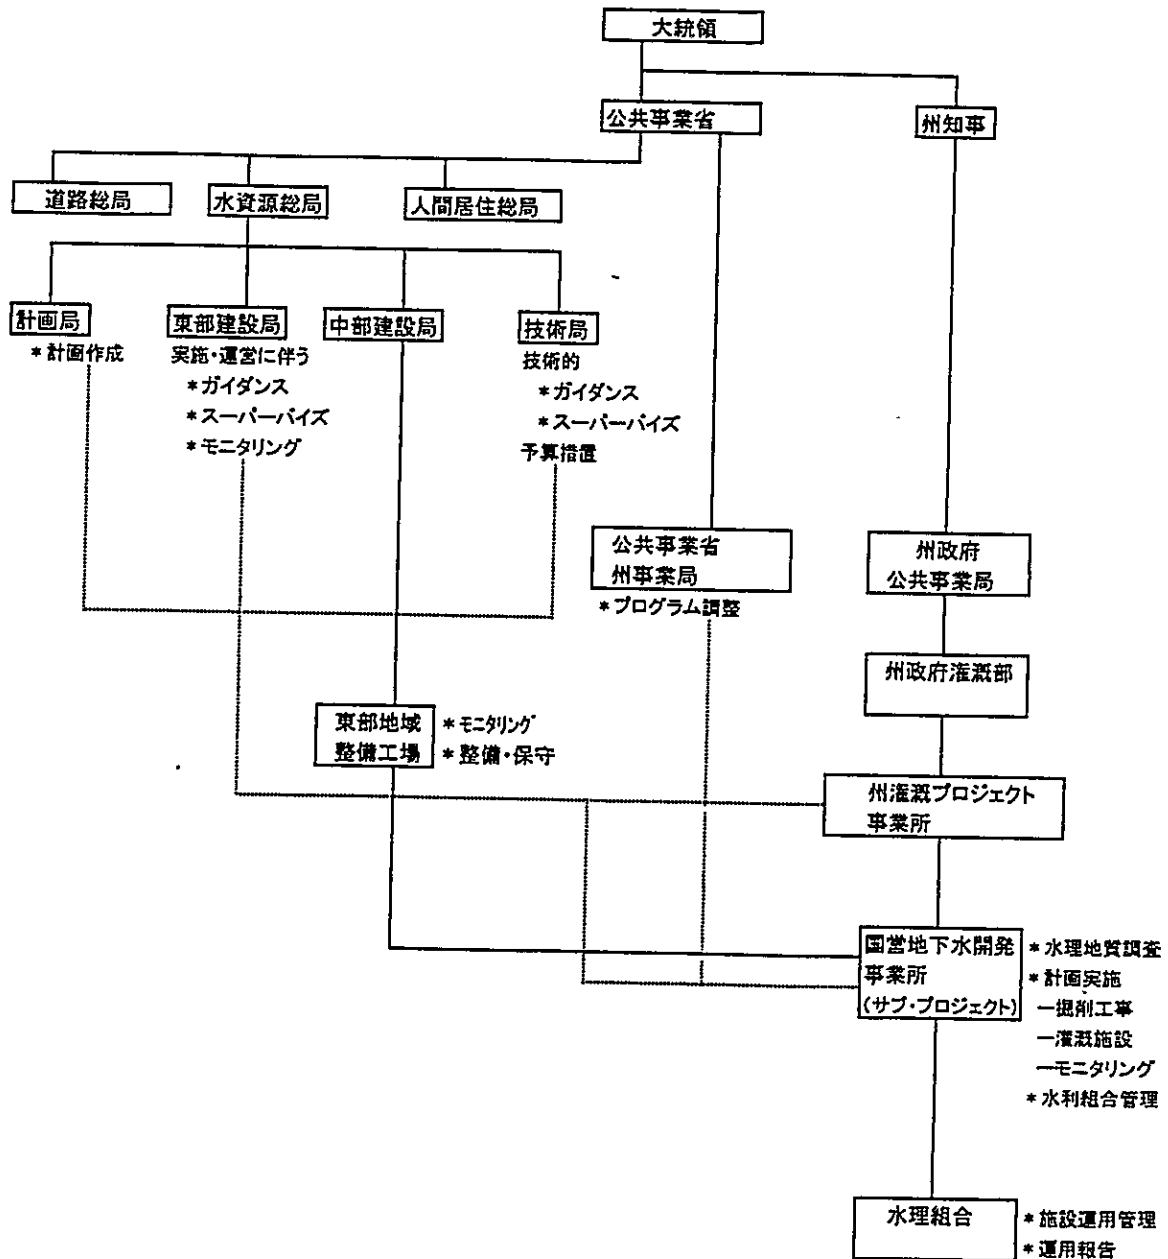 大統領
公共事業省
州知事
道路総局
水資源総局
人間居住総局
計画局
*計画作成
東部建設局
実施・運営に伴う
*ガイダンス
*スーパーバイズ
*モニタリング
中部建設局
技術局
技術的
*ガイダンス
*スーパーバイズ
予算措置
公共事業省
州事業局
*プログラム調整
州政府
公共事業局
州政府灌漑部
東部地域
整備工場
*モニタリング
*整備・保守
州灌漑プロジェクト
事業所
国営地下水開発
事業所
(サブ・プロジェクト)
*水理地質調査
*計画実施
ー掘削工事
ー灌漑施設
ーモニタリング
*水利組合管理
水理組合
*施設運用管理
*運用報告